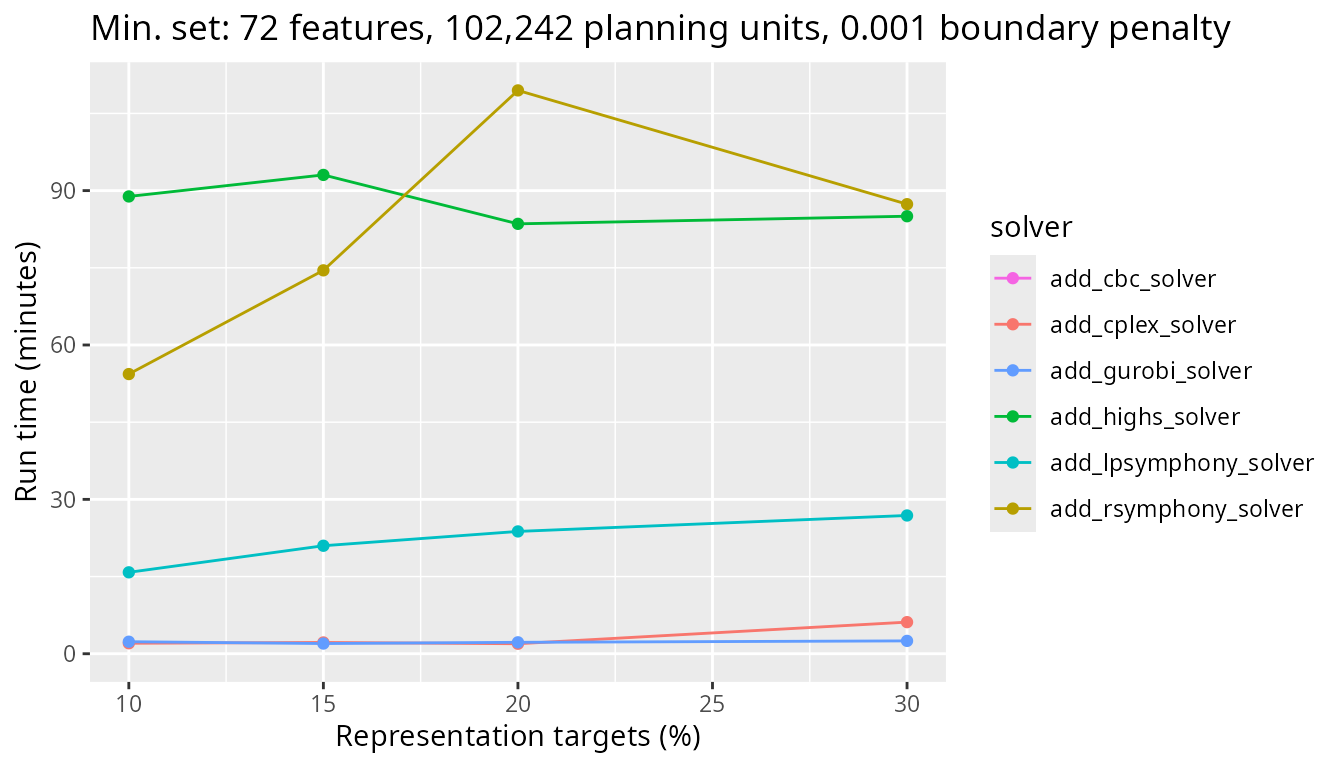 Min. set: 72 features, 102,242 planning units, 0.001 boundary penalty
Run time (minutes)
90
60
30
0
10 15 20 25 30
Representation targets (%)
solver
add_cbc_solver
add_cplex_solver
add_gurobi_solver
add_highs_solver
add_lpsymphony_solver
add_rsymphony_solver